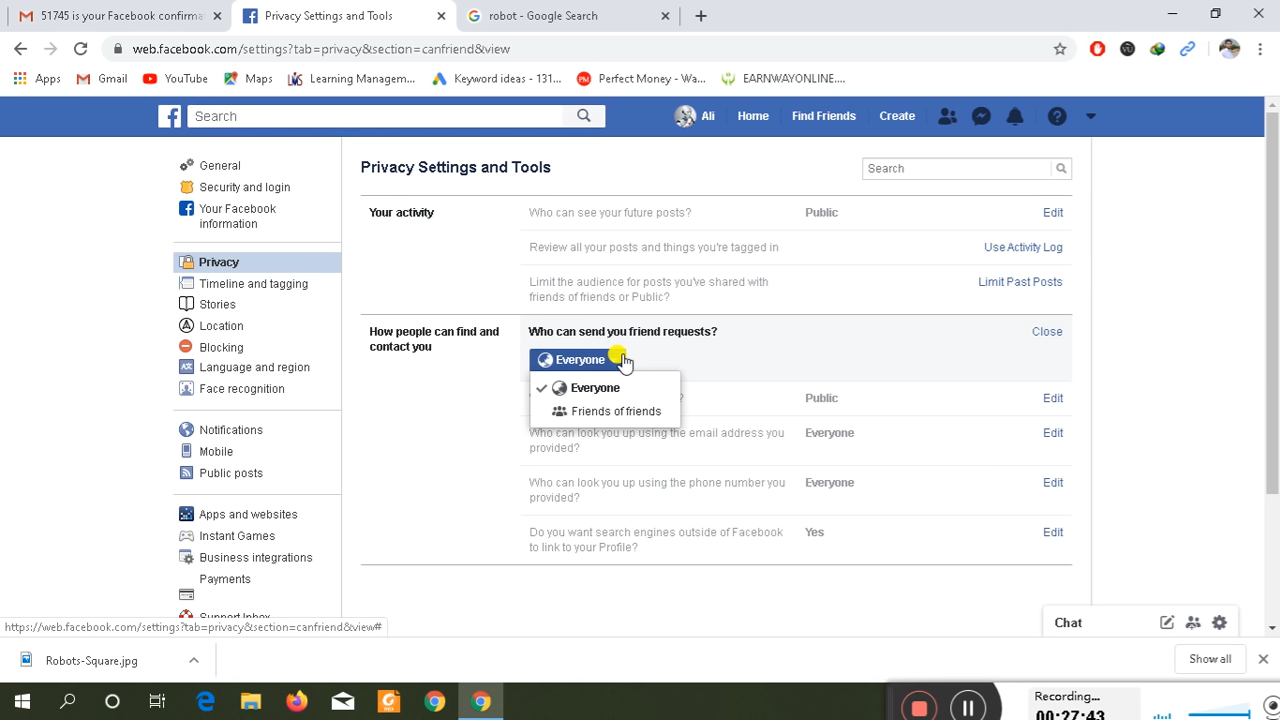 51745 is your Facebook confirma
Privacy Settings and Tools
robot - Google Search
web.facebook.com/settings?tab=privacy&section=canfriend&view
Apps
Gmail
YouTube
Maps
Learning Managem...
Keyword ideas - 131...
Perfect Money - Wa...
EARNWAYONLINE....
Search
Ali
Home
Find Friends
Create
General
Security and login
Your Facebook
information
Privacy
Timeline and tagging
Stories
Location
Blocking
Language and region
Face recognition
Notifications
Mobile
Public posts
Apps and websites
Instant Games
Business integrations
Payments
Support Inbox
Privacy Settings and Tools
Search
Your activity
Who can see your future posts?
Public
Edit
Review all your posts and things you're tagged in
Use Activity Log
Limit the audience for posts you've shared with
friends of friends or Public?
Limit Past Posts
How people can find and
contact you
Who can send you friend requests?
Close
Everyone
Everyone
Friends of friends
Public
Edit
Who can look you up using the email address you
provided?
Everyone
Edit
Who can look you up using the phone number you
provided?
Everyone
Edit
Do you want search engines outside of Facebook
to link to your Profile?
Yes
Edit
Chat
https://web.facebook.com/settings?tab=privacy&section=canfriend&view#
Robots-Square.jpg
Show all
Recording...
00:27:43